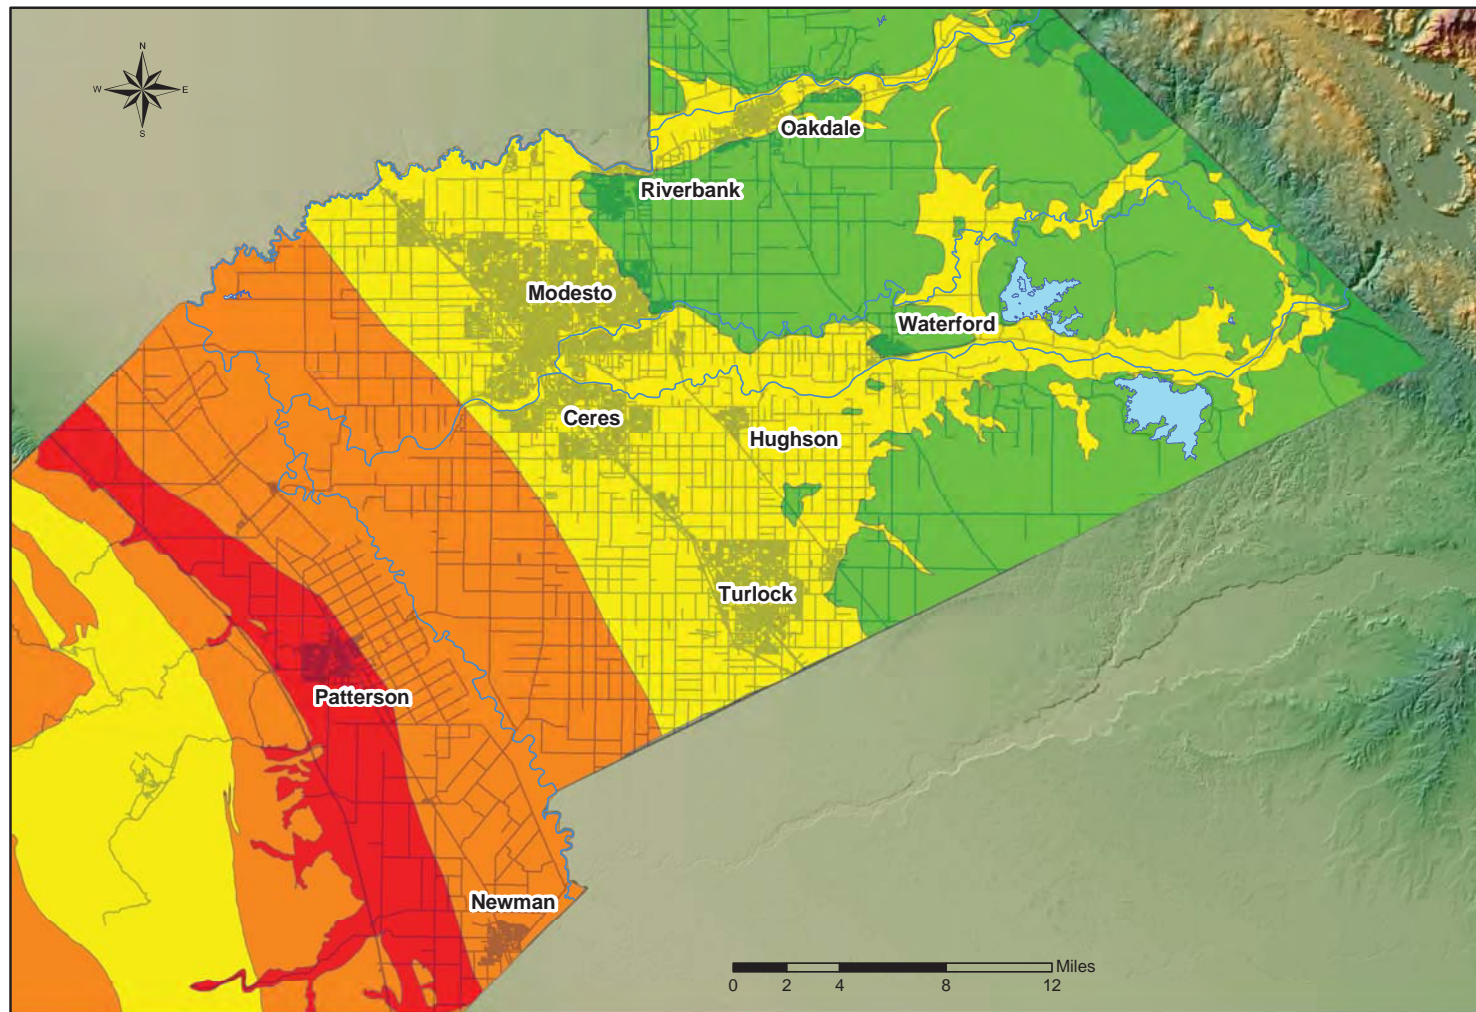 N
W E
S
Oakdale
Riverbank
Modesto
Waterford
Ceres
Hughson
Turlock
Patterson
Newman
Miles
0 2 4 8 12